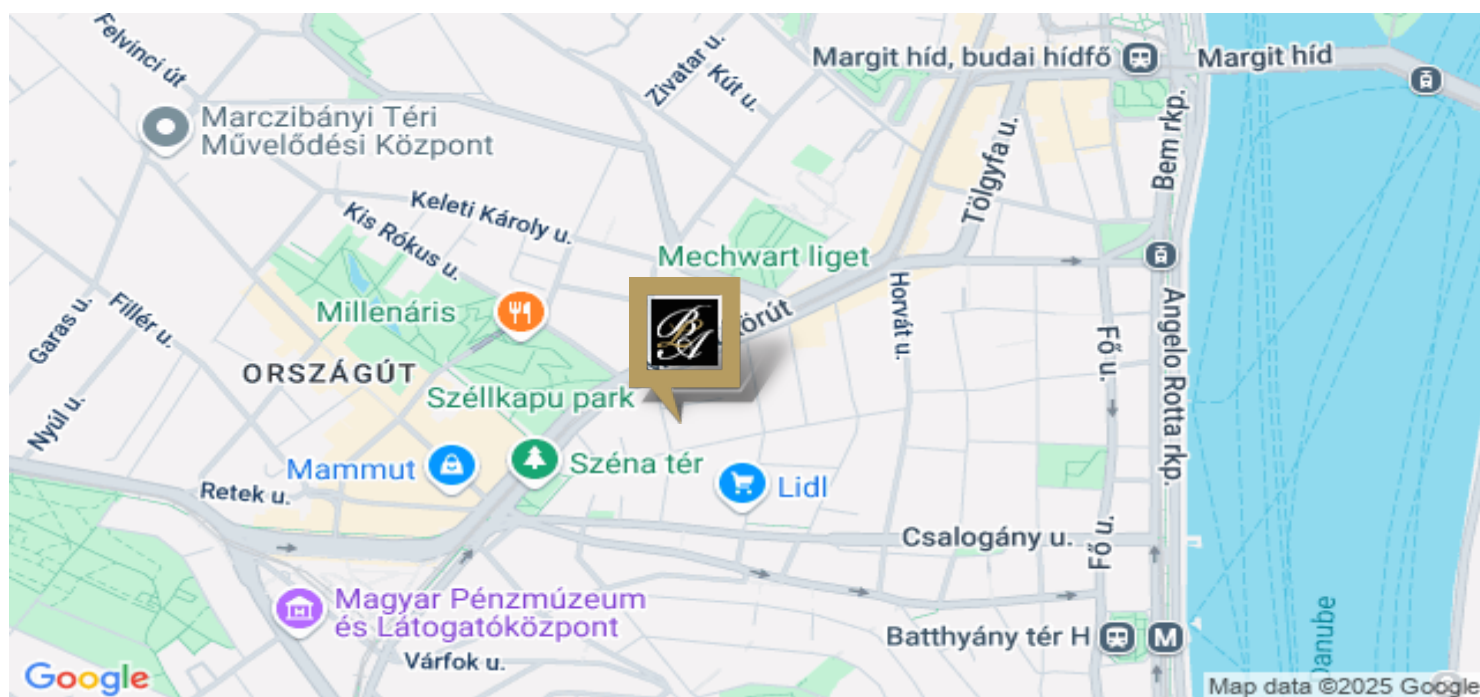 Felvinci út
Zivatar u.
Kút u.
Margit híd, budai hídfő
Margit híd
Marczibányi Téri
Művelődési Központ
Tölgyfa u.
Bem rkp.
Keleti Károly u.
Kis Rókus u.
Mechwart liget
Garas u.
Fillér u.
Millenáris
körút
Horvát u.
Fő u.
Angelo Rotta rkp.
ORSZÁGÚT
Nyúl u.
Széllkapu park
Mammut
Széna tér
Lidl
Retek u.
Csalogány u.
Fő u.
Magyar Pénzmúzeum
és Látogatóközpont
Batthyány tér H
M
Várfok u.
Danube
Google
Map data ©2025 Google